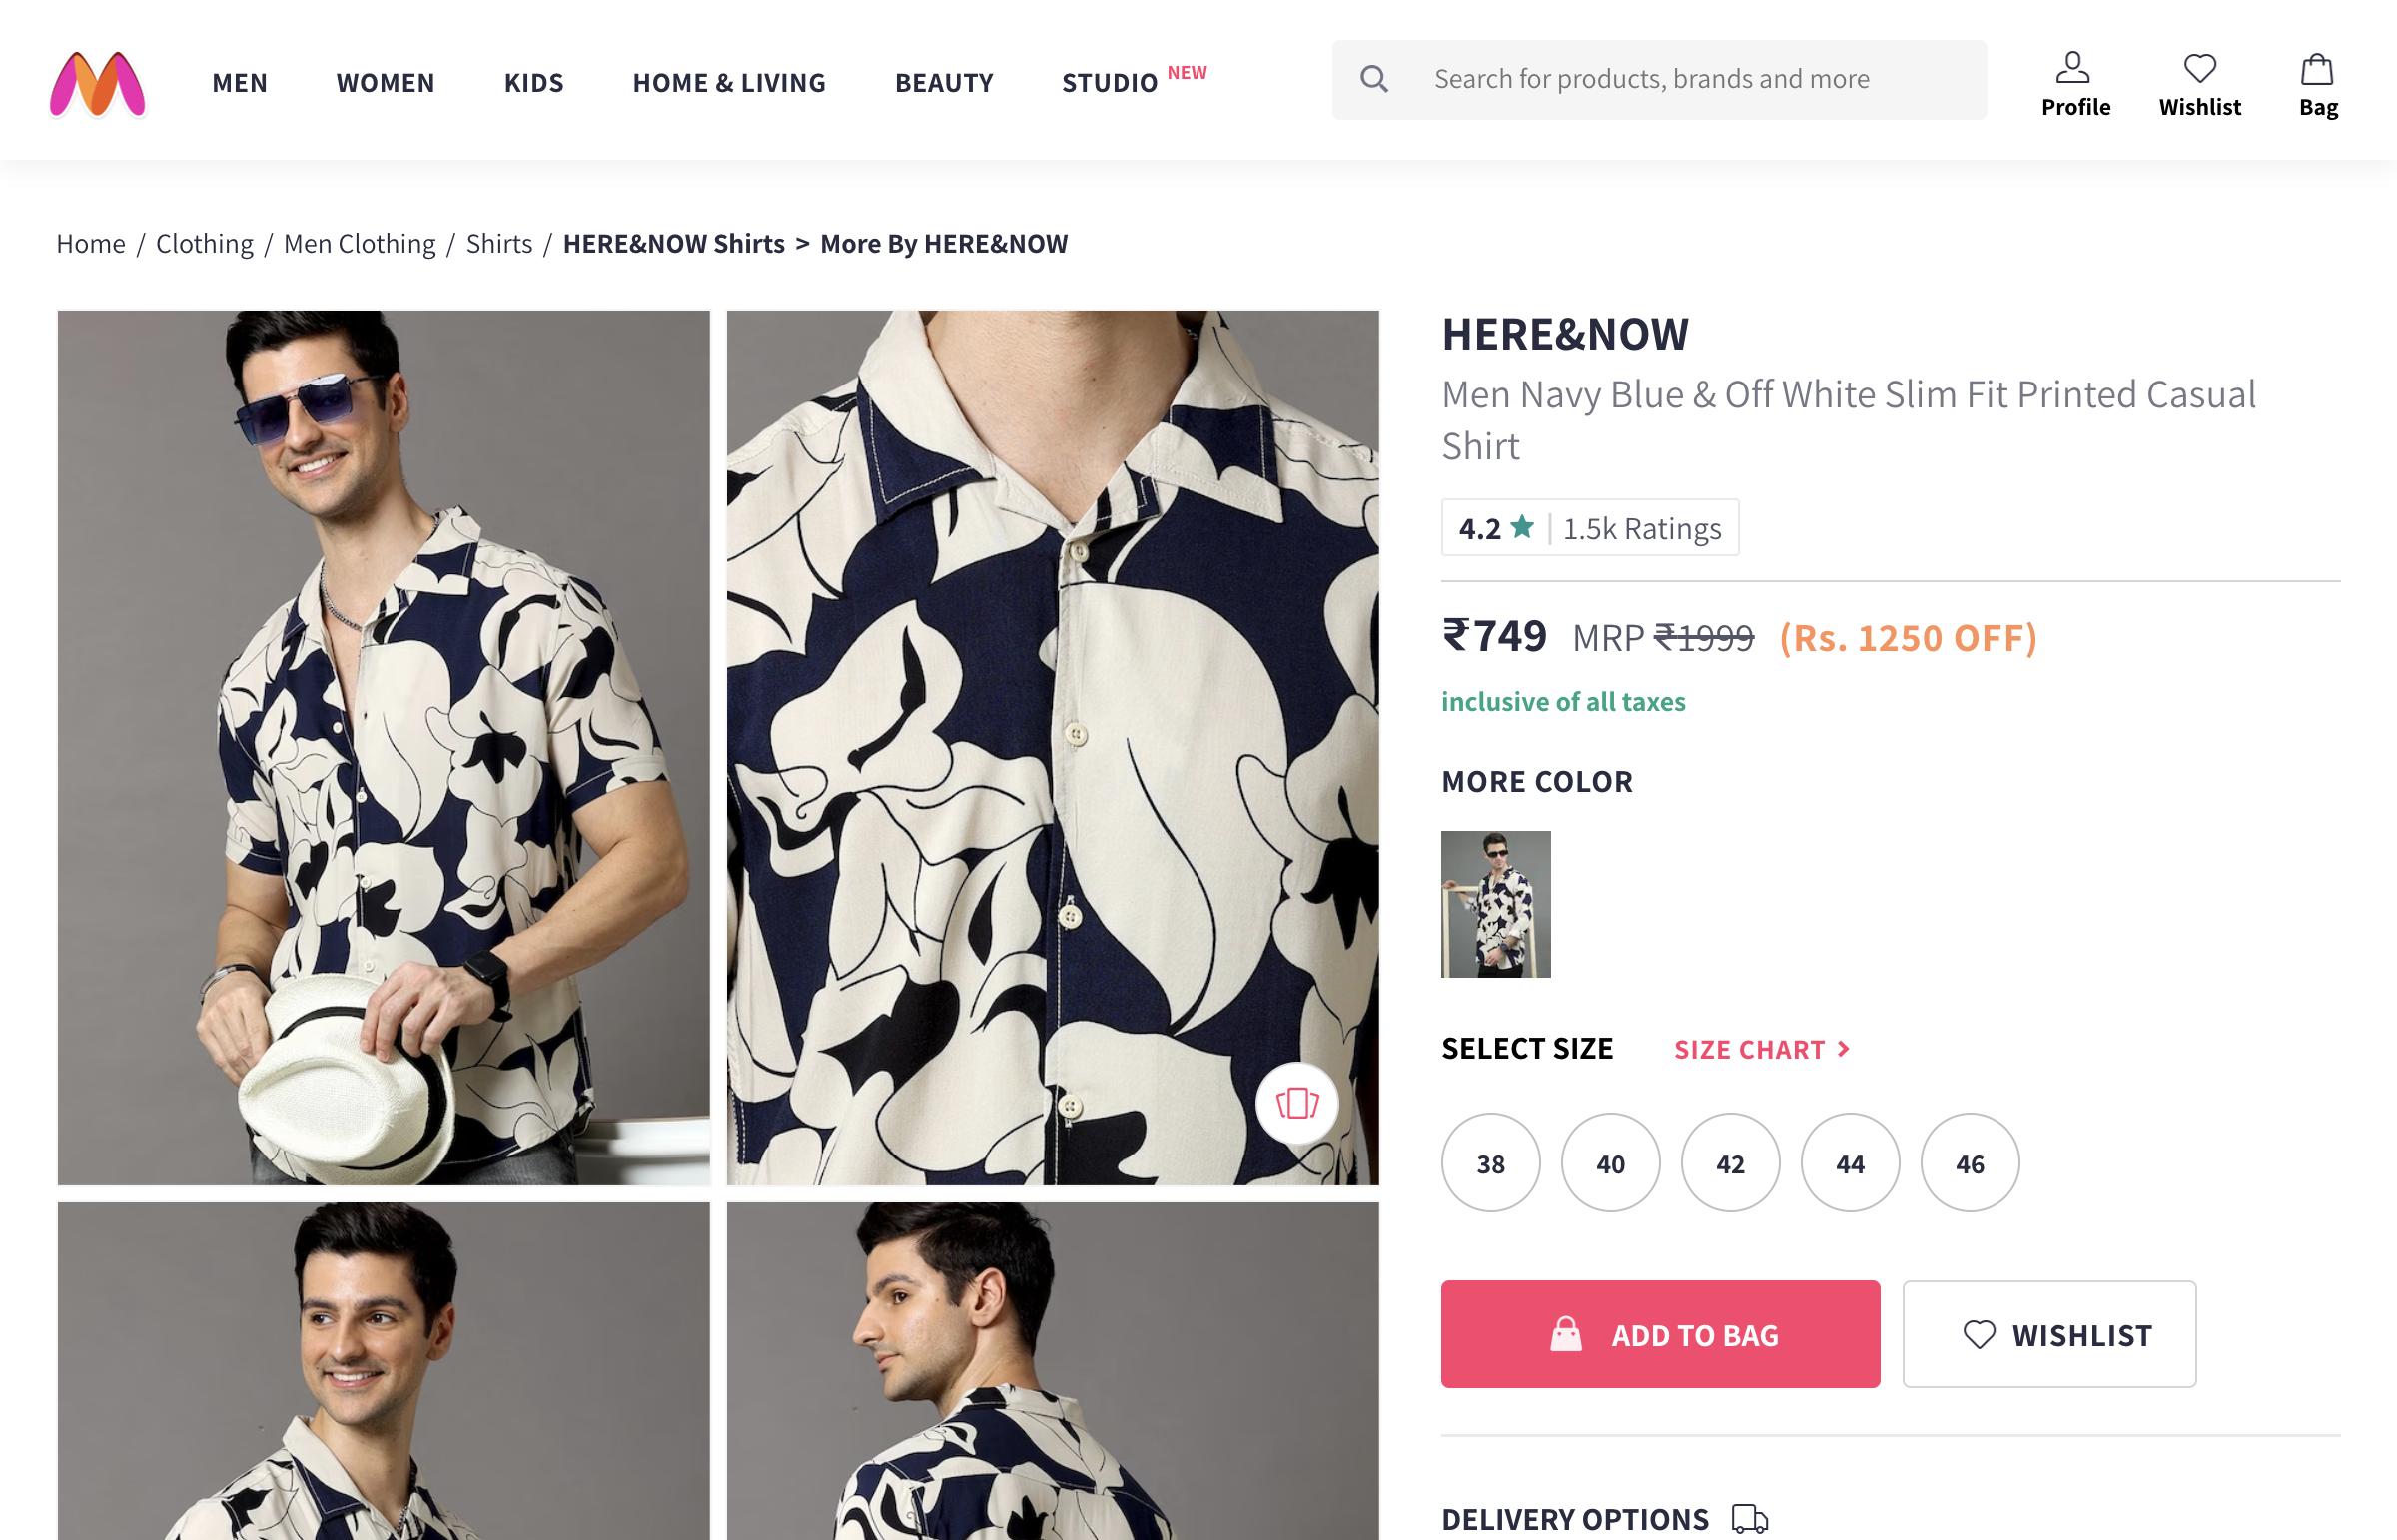 MEN
WOMEN
KIDS
HOME & LIVING
BEAUTY
STUDIO NEW
Search for products, brands and more
Profile
Wishlist
Bag
Home / Clothing / Men Clothing / Shirts / HERE&NOW Shirts > More By HERE&NOW
HERE&NOW
Men Navy Blue & Off White Slim Fit Printed Casual
Shirt
4.2 ★ | 1.5k Ratings
₹749 MRP ₹1999 (Rs. 1250 OFF)
inclusive of all taxes
MORE COLOR
SELECT SIZE
SIZE CHART >
38
40
42
44
46
ADD TO BAG
WISHLIST
DELIVERY OPTIONS